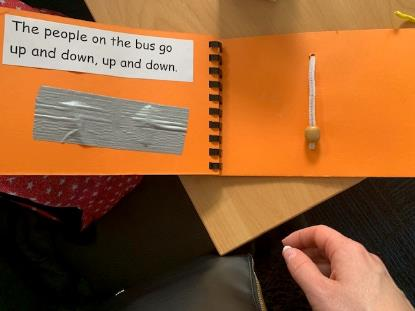 The people on the bus go
up and down, up and down.